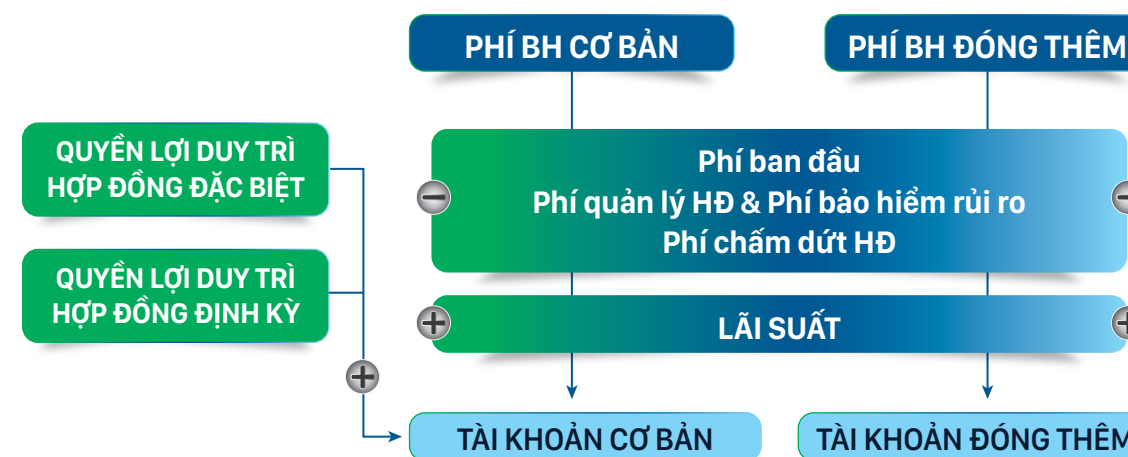 PHÍ BH CƠ BẢN
PHÍ BH ĐÓNG THÊM
QUYỀN LỢI DUY TRÌ
HỢP ĐỒNG ĐẶC BIỆT
QUYỀN LỢI DUY TRÌ
HỢP ĐỒNG ĐỊNH KỲ
Phí ban đầu
Phí quản lý HĐ & Phí bảo hiểm rủi ro
Phí chấm dứt HĐ
LÃI SUẤT
TÀI KHOẢN CƠ BẢN
TÀI KHOẢN ĐÓNG THÊM